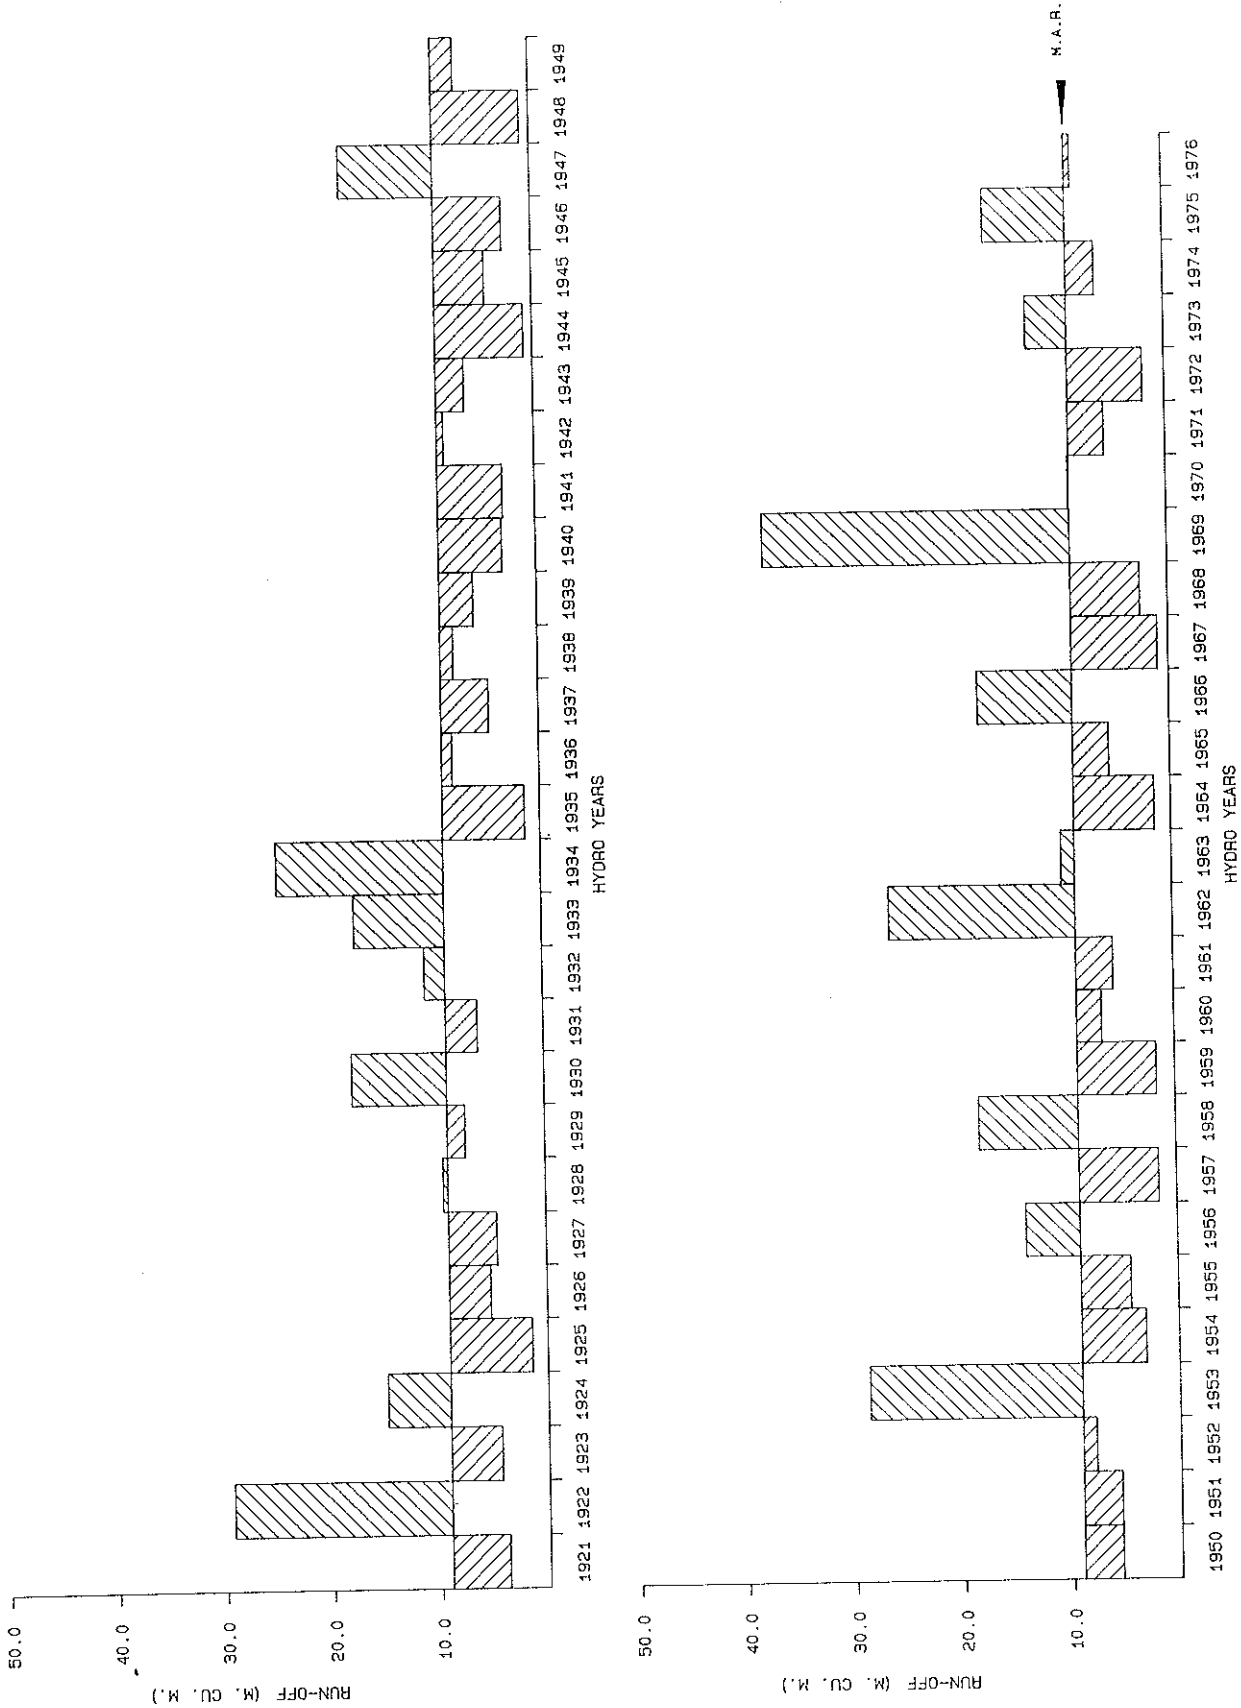 50.0
40.0
30.0
20.0
10.0
RUN-OFF (M. CU. M.)
1921 1922 1923 1924 1925 1926 1927 1928 1929 1930 1931 1932 1933 1934 1935 1936 1937 1938 1939 1940 1941 1942 1943 1944 1945 1946 1947 1948 1949
HYDRO YEARS
M.A.R.
50.0
40.0
30.0
20.0
10.0
RUN-OFF (M. CU. M.)
1950 1951 1952 1953 1954 1955 1956 1957 1958 1959 1960 1961 1962 1963 1964 1965 1966 1967 1968 1969 1970 1971 1972 1973 1974 1975 1976
HYDRO YEARS